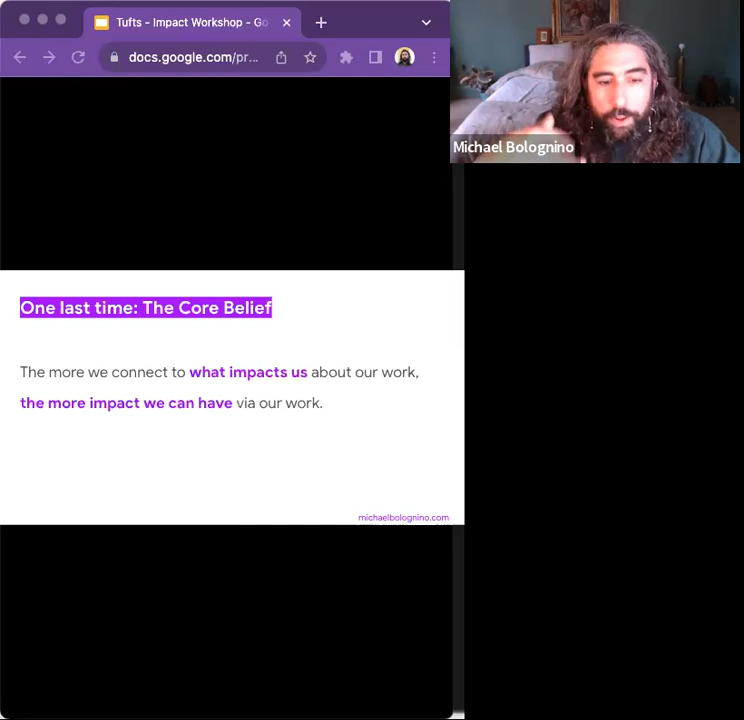 Tufts - Impact Workshop - Go
docs.google.com/pr...
Michael Bolognino
One last time: The Core Belief
The more we connect to what impacts us about our work,
the more impact we can have via our work.
michaelbolognino.com